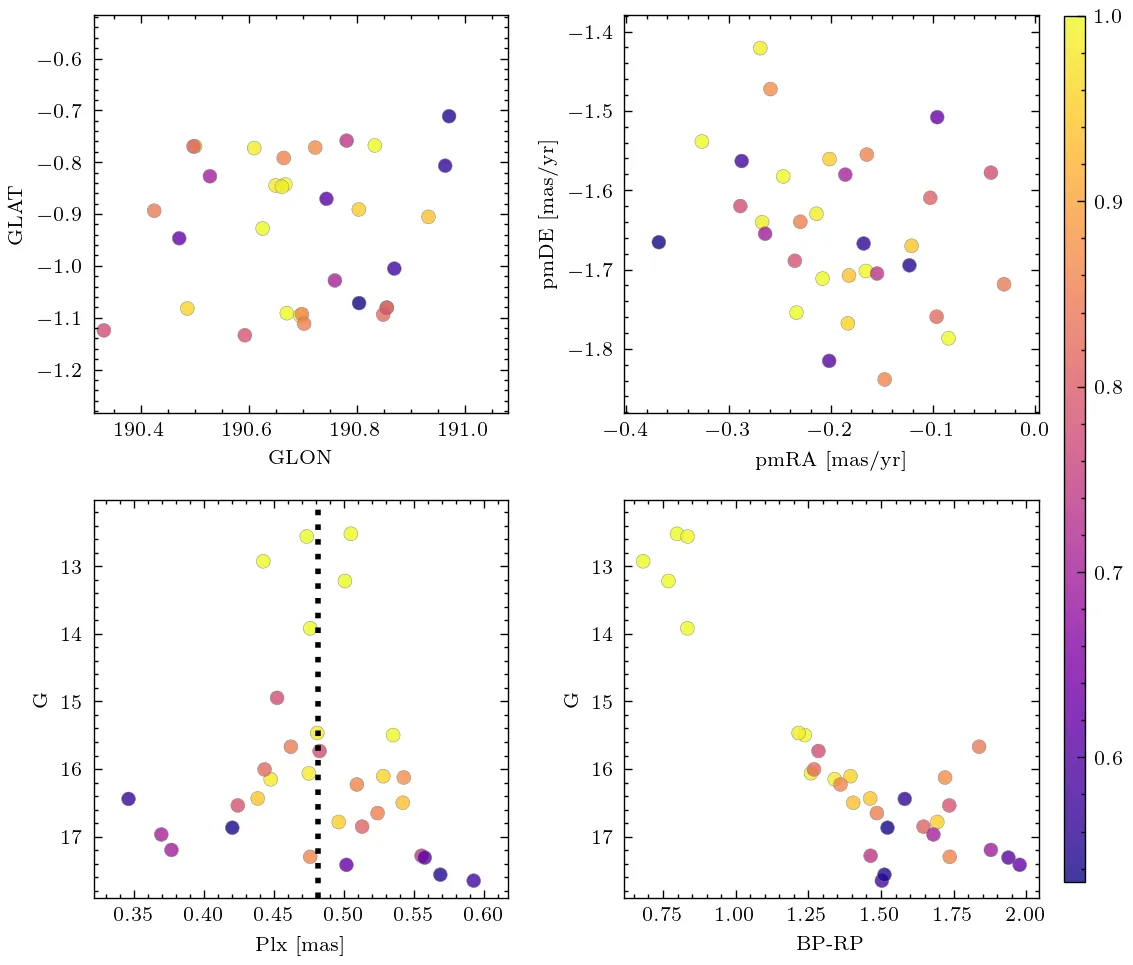 −0.6
−0.7
−0.8
−0.9
−1.0
−1.1
−1.2
GLAT
190.4 190.6 190.8 191.0
GLON
−1.4
−1.5
−1.6
−1.7
−1.8
pmDE [mas/yr]
−0.4 −0.3 −0.2 −0.1 0.0
pmRA [mas/yr]
1.0
0.9
0.8
0.7
0.6
13
14
15
16
17
G
0.35 0.40 0.45 0.50 0.55 0.60
Plx [mas]
13
14
15
16
17
G
0.75 1.00 1.25 1.50 1.75 2.00
BP-RP